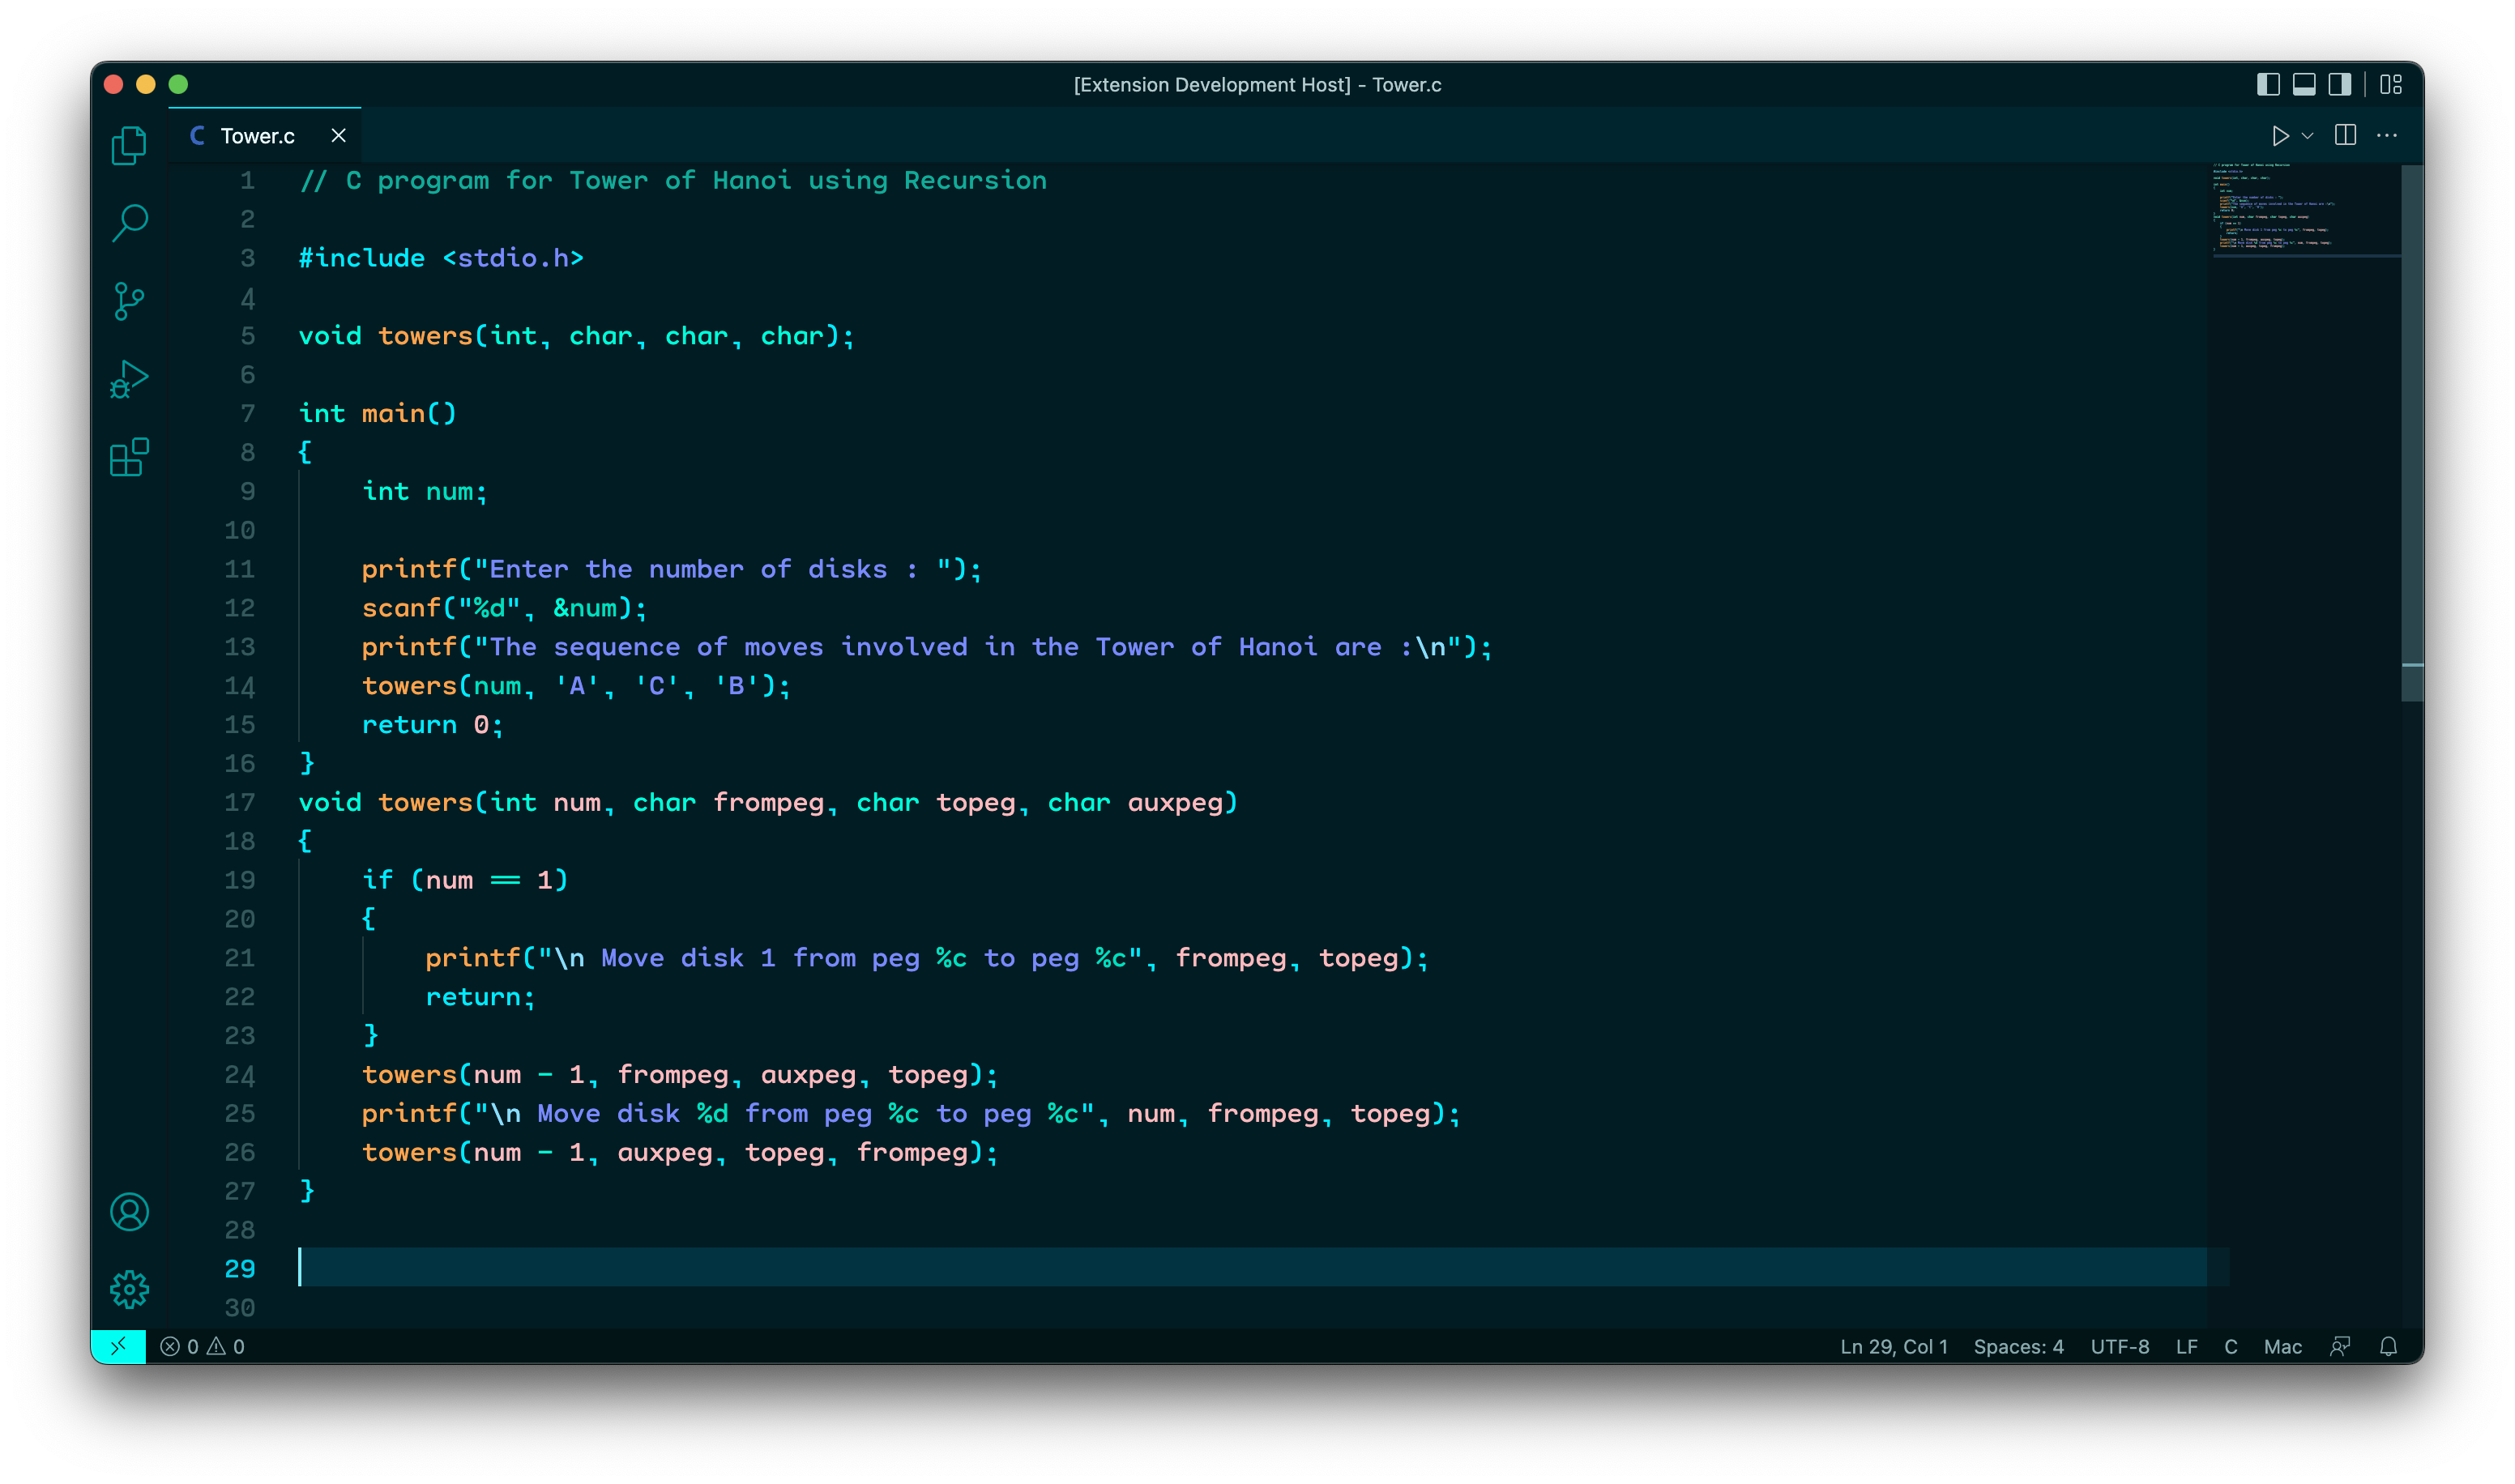 [Extension Development Host] - Tower.c
C Tower.c
1 // C program for Tower of Hanoi using Recursion
2
3 #include <stdio.h>
4
5 void towers(int, char, char, char);
6
7 int main()
8 {
9     int num;
10
11     printf("Enter the number of disks : ");
12     scanf("%d", &num);
13     printf("The sequence of moves involved in the Tower of Hanoi are :\n");
14     towers(num, 'A', 'C', 'B');
15     return 0;
16 }
17 void towers(int num, char frompeg, char topeg, char auxpeg)
18 {
19     if (num == 1)
20     {
21         printf("\n Move disk 1 from peg %c to peg %c", frompeg, topeg);
22         return;
23     }
24     towers(num - 1, frompeg, auxpeg, topeg);
25     printf("\n Move disk %d from peg %c to peg %c", num, frompeg, topeg);
26     towers(num - 1, auxpeg, topeg, frompeg);
27 }
28
29
30
0 0 Ln 29, Col 1 Spaces: 4 UTF-8 LF C Mac